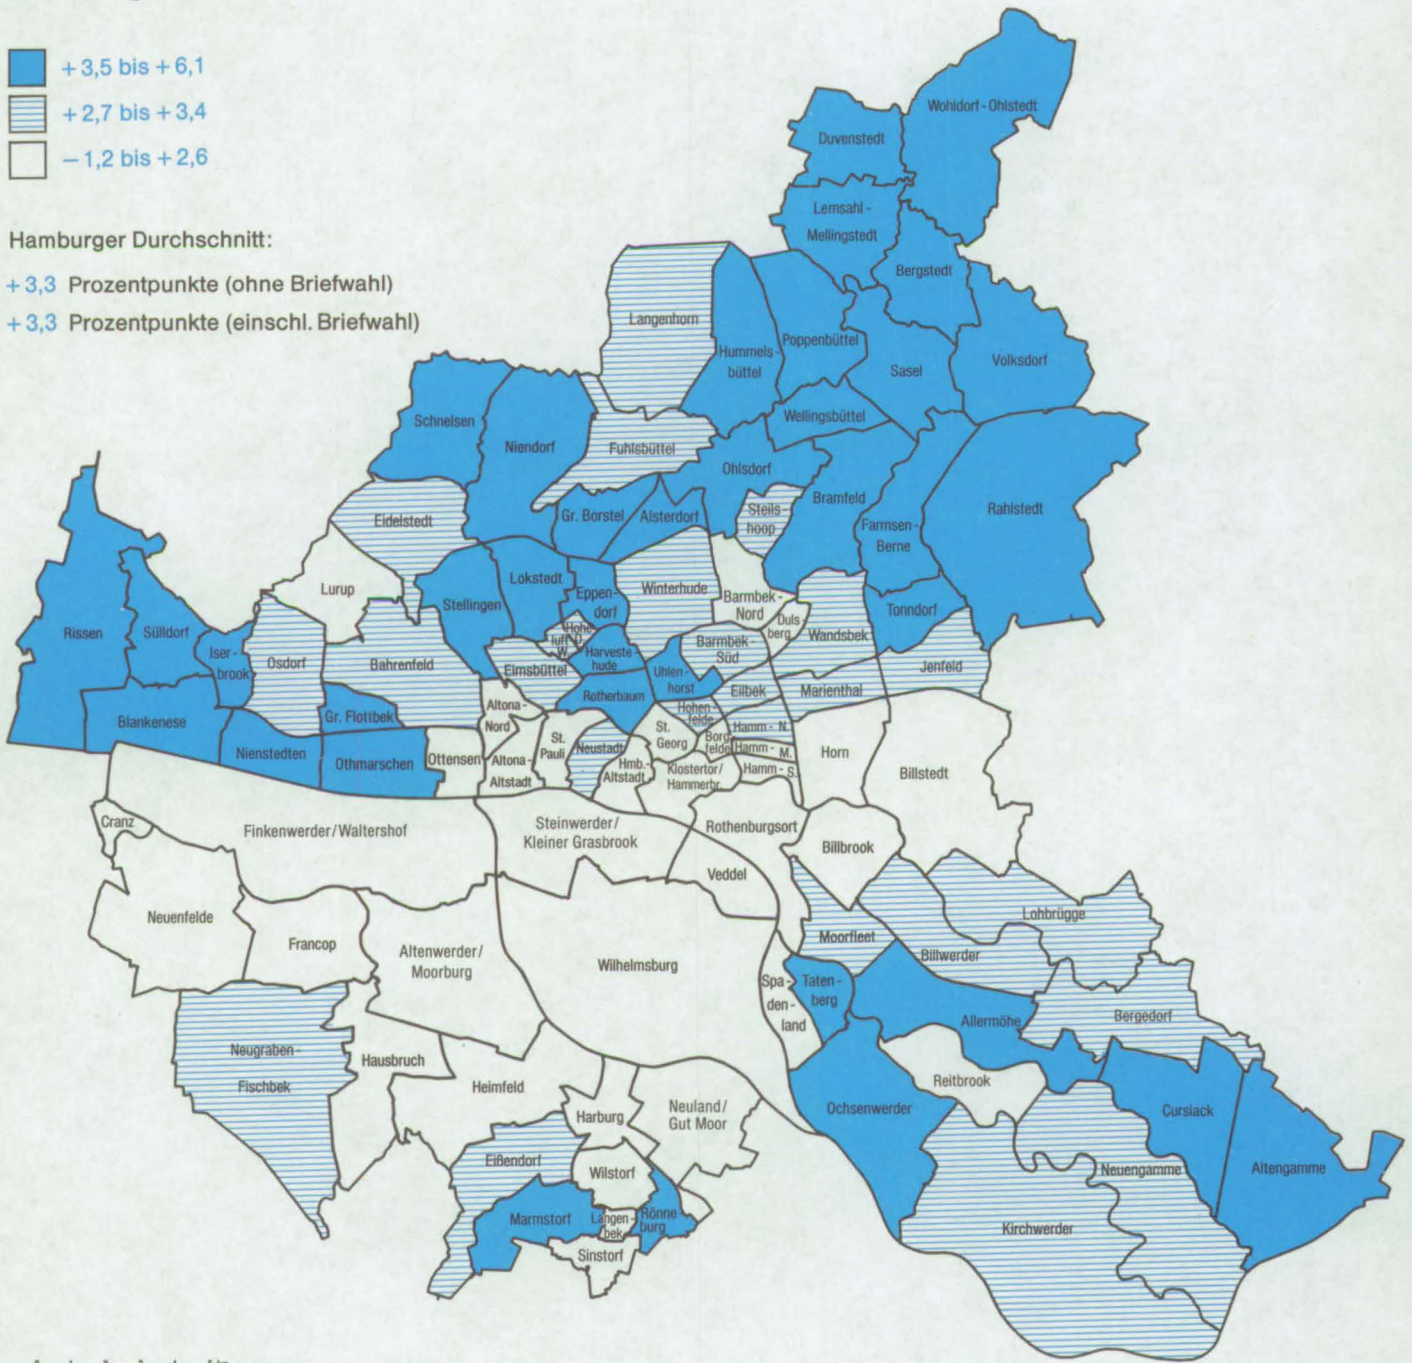 +3,5 bis +6,1
+2,7 bis +3,4
−1,2 bis +2,6
Hamburger Durchschnitt:
+3,3 Prozentpunkte (ohne Briefwahl)
+3,3 Prozentpunkte (einschl. Briefwahl)
Wohldorf-Ohlstedt
Duvenstedt
Lemsahl-
Mellingstedt
Bergstedt
Langenhorn
Hummels-
büttel
Poppenbüttel
Sasel
Volksdorf
Schnelsen
Niendorf
Fuhlsbüttel
Wellingsbüttel
Ohlsdorf
Bramfeld
Steils-
hoop
Farmsen-
Berne
Rahlstedt
Eidelstedt
Gr. Borstel
Alsterdorf
Lurup
Stellingen
Lokstedt
Eppen-
dorf
Winterhude
Barmbek-
Nord
Duls-
berg
Wandsbek
Tonndorf
Jenfeld
Rissen
Sülldorf
Iser-
brook
Osdorf
Bahrenfeld
Hohe-
luft
O.
W.
Eimsbüttel
Harveste-
hude
Rotherbaum
Uhlen-
horst
Barmbek-
Süd
Eilbek
Marienthal
Blankenese
Nienstedten
Gr. Flottbek
Othmarschen
Ottensen
Altona-
Nord
Altona-
Altstadt
St.
Pauli
Neustadt
Hmb.-
Altstadt
St.
Georg
Hohen-
felde
Borg-
felde
Hamm-N.
Hamm-M.
Hamm-S.
Klostertor/
Hammerbr.
Horn
Billstedt
Cranz
Finkenwerder/Waltershof
Steinwerder/
Kleiner Grasbrook
Rothenburgsort
Billbrook
Veddel
Neuenfelde
Francop
Altenwerder/
Moorburg
Wilhelmsburg
Moorfleet
Lohbrügge
Billwerder
Spa-
den-
land
Taten-
berg
Allermöhe
Bergedorf
Neugraben-
Fischbek
Hausbruch
Heimfeld
Harburg
Neuland/
Gut Moor
Ochsenwerder
Reitbrook
Curslack
Altengamme
Neuengamme
Kirchwerder
Eißendorf
Wilstorf
Marmstorf
Langen-
bek
Rönne-
burg
Sinstorf